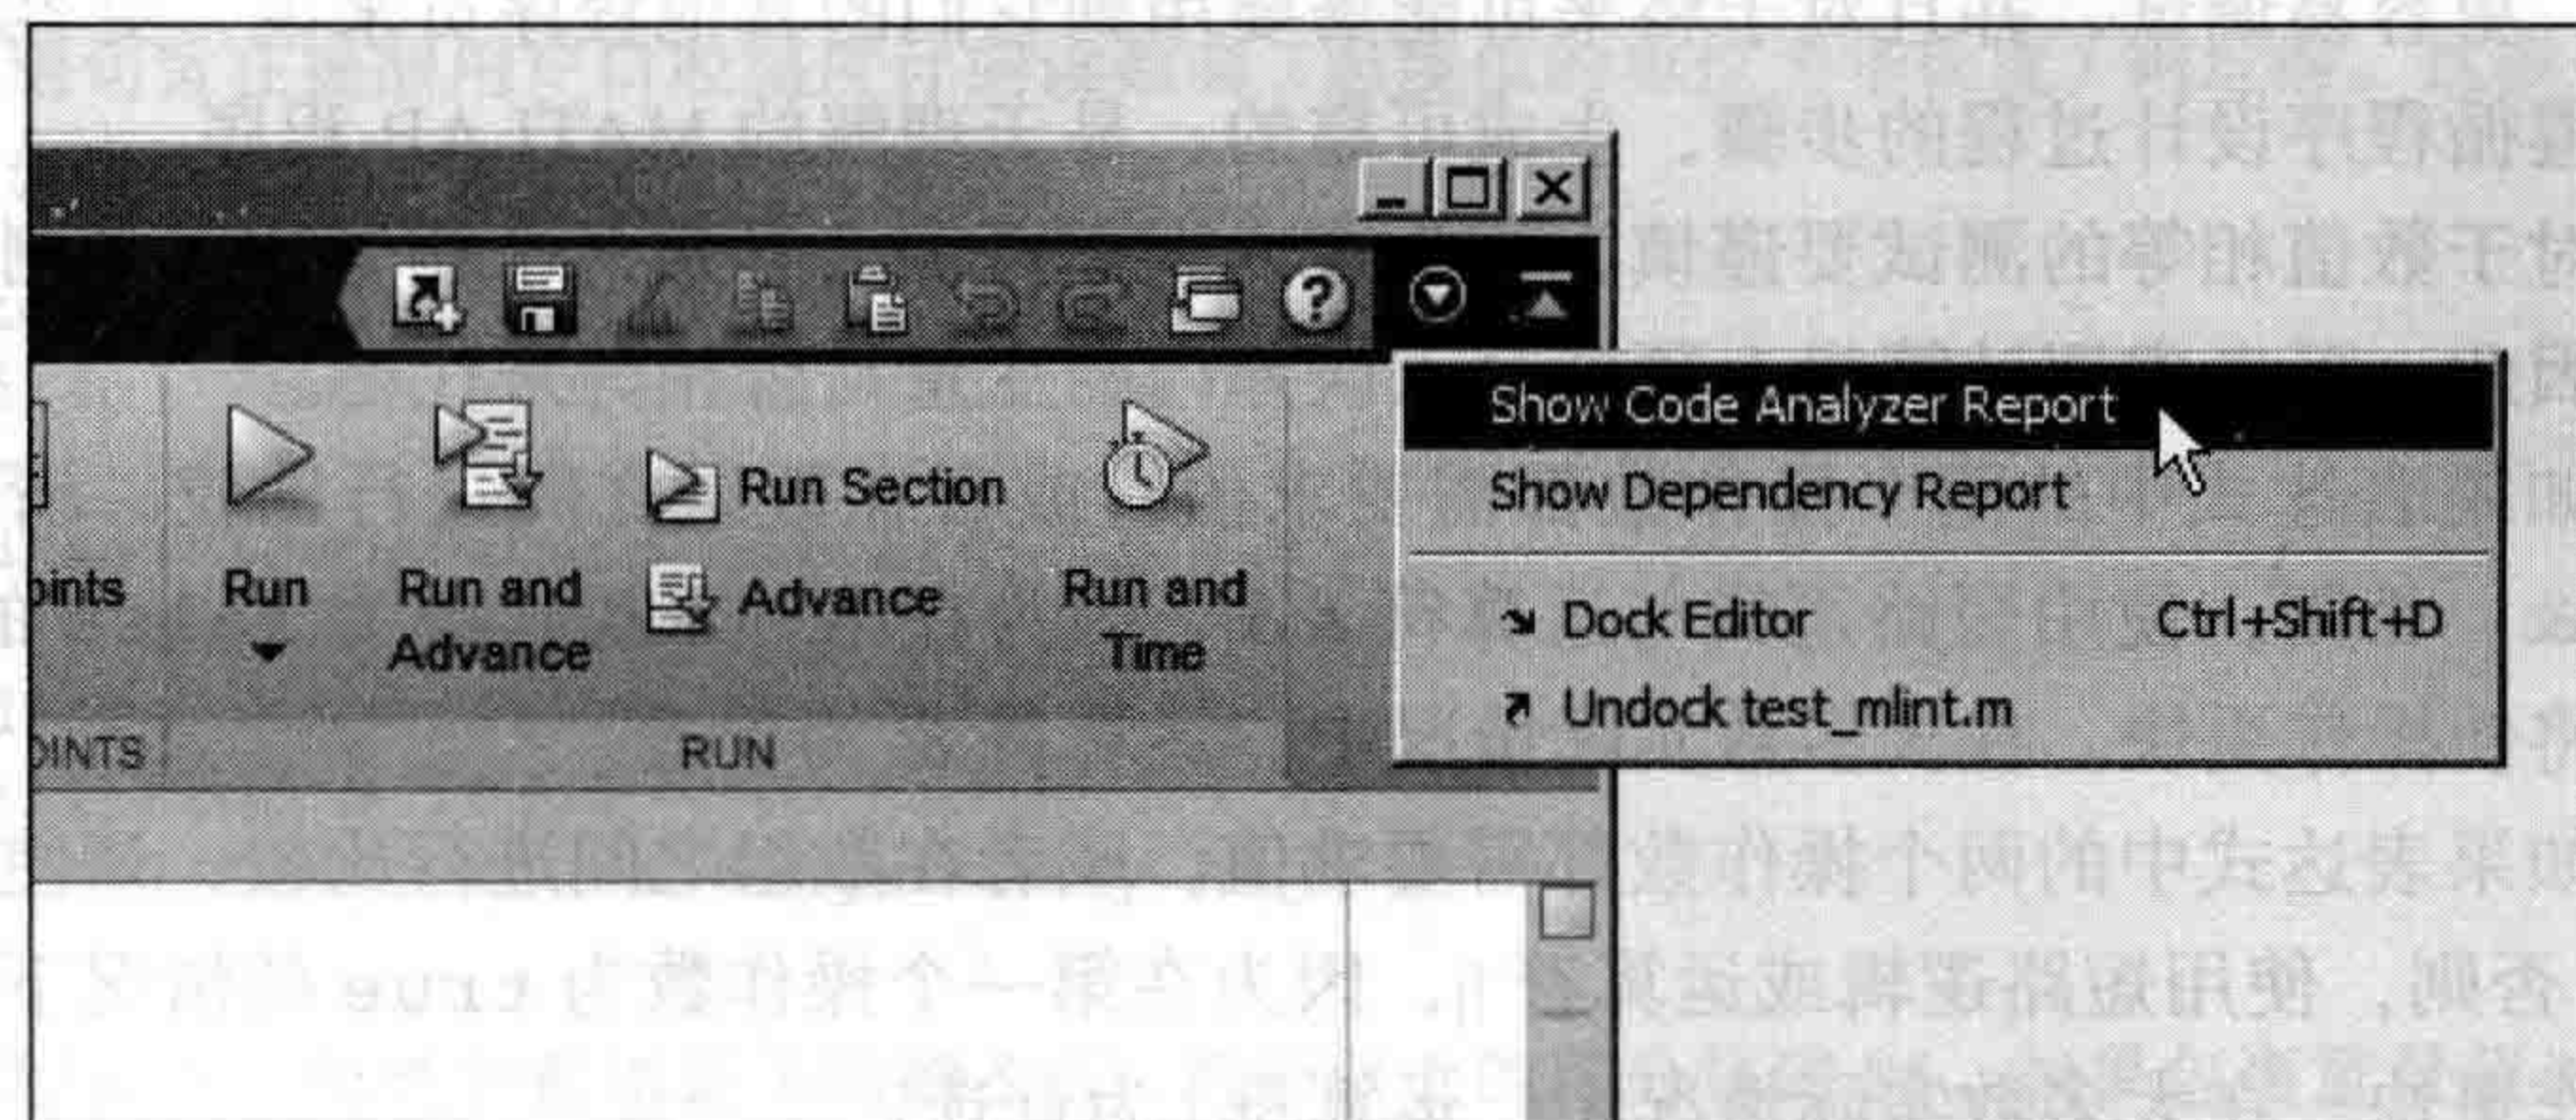 Run
Run and
Advance
Run Section
Advance
Run and
Time
RUN
Show Code Analyzer Report
Show Dependency Report
Dock Editor Ctrl+Shift+D
Undock test_mlint.m